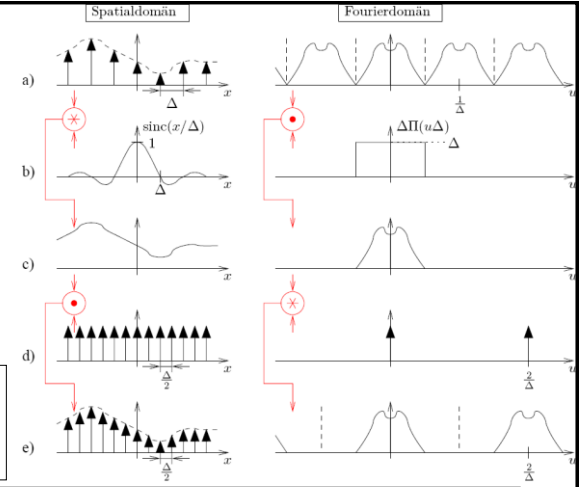 Spatialdomän Fourierdomän
a) Δ x 1/Δ u
sinc(x/Δ) ΔΠ(uΔ)
1 Δ
b) Δ x u
c) x u
d) Δ/2 x 2/Δ u
e) Δ/2 x 2/Δ u